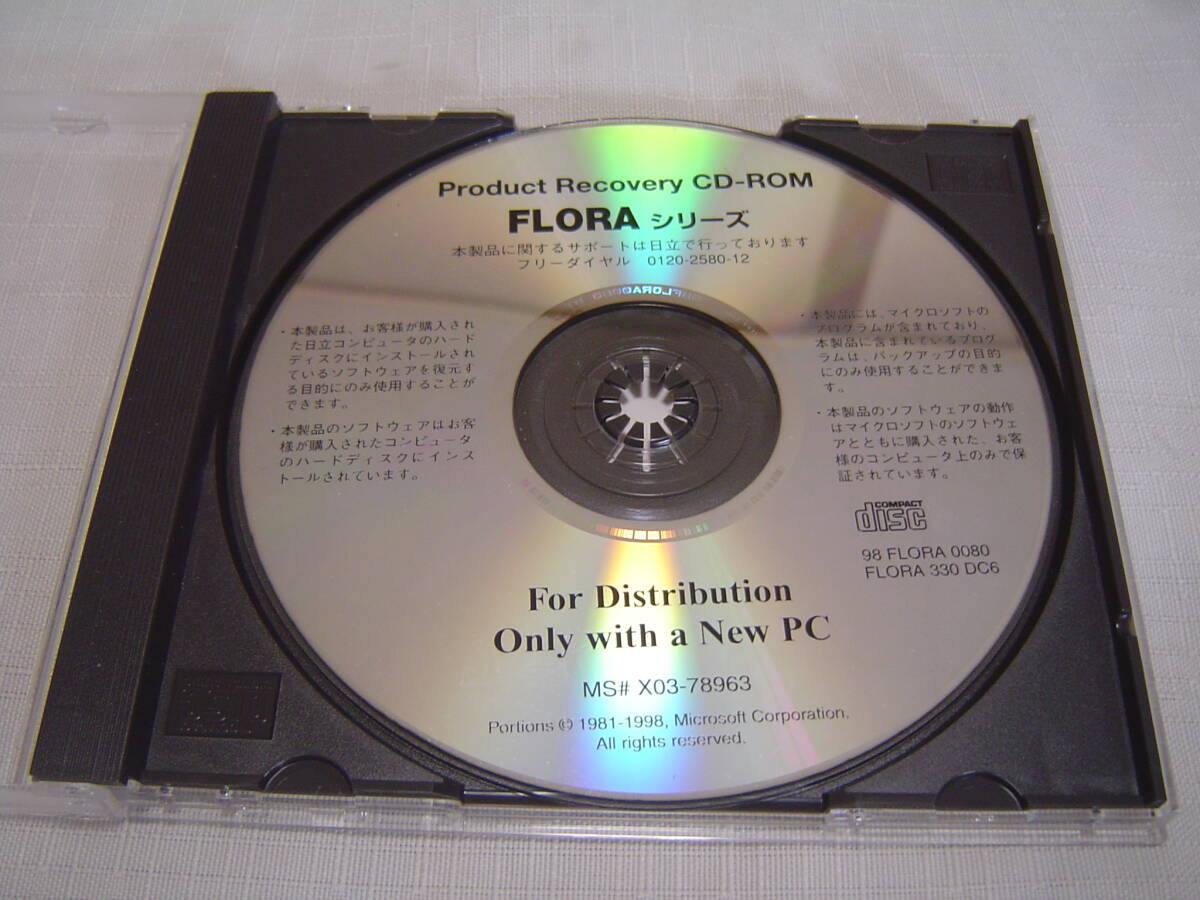 Product Recovery CD-ROM
FLORA シリーズ
本製品に関するサポートは日立で行っております
フリーダイヤル 0120-2580-12
・本製品は、お客様が購入され
た日立コンピュータのハード
ディスクにインストールされ
ているソフトウェアを復元す
る目的にのみ使用することが
できます。
・本製品のソフトウェアはお客
様が購入されたコンピュータ
のハードディスクにインス
トールされています。
・本製品には、マイクロソフトの
プログラムが含まれており、
本製品に含まれているプログ
ラムは、バックアップの目的
にのみ使用することができま
す。
・本製品のソフトウェアの動作
はマイクロソフトのソフトウェ
アとともに購入された、お客
様のコンピュータ上のみで保
証されています。
COMPACT
disc
98 FLORA 0080
FLORA 330 DC6
For Distribution
Only with a New PC
MS# X03-78963
Portions © 1981-1998, Microsoft Corporation.
All rights reserved.